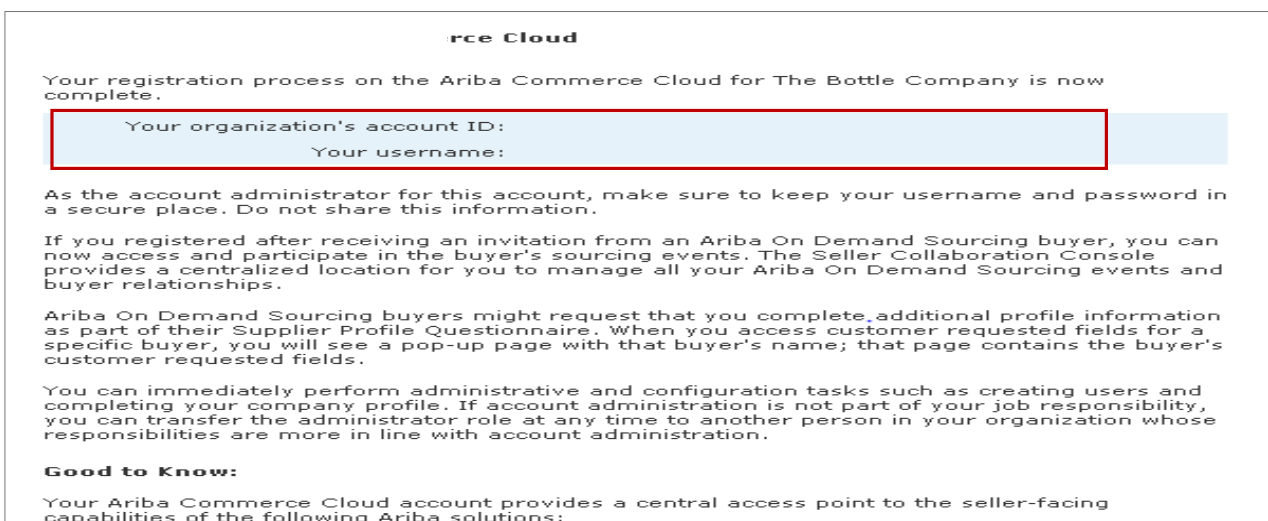 rce Cloud
Your registration process on the Ariba Commerce Cloud for The Bottle Company is now
complete.
Your organization's account ID:
Your username:
As the account administrator for this account, make sure to keep your username and password in
a secure place. Do not share this information.
If you registered after receiving an invitation from an Ariba On Demand Sourcing buyer, you can
now access and participate in the buyer's sourcing events. The Seller Collaboration Console
provides a centralized location for you to manage all your Ariba On Demand Sourcing events and
buyer relationships.
Ariba On Demand Sourcing buyers might request that you complete additional profile information
as part of their Supplier Profile Questionnaire. When you access customer requested fields for a
specific buyer, you will see a pop-up page with that buyer's name; that page contains the buyer's
customer requested fields.
You can immediately perform administrative and configuration tasks such as creating users and
completing your company profile. If account administration is not part of your job responsibility,
you can transfer the administrator role at any time to another person in your organization whose
responsibilities are more in line with account administration.
Good to Know:
Your Ariba Commerce Cloud account provides a central access point to the seller-facing
capabilities of the following Ariba solutions: